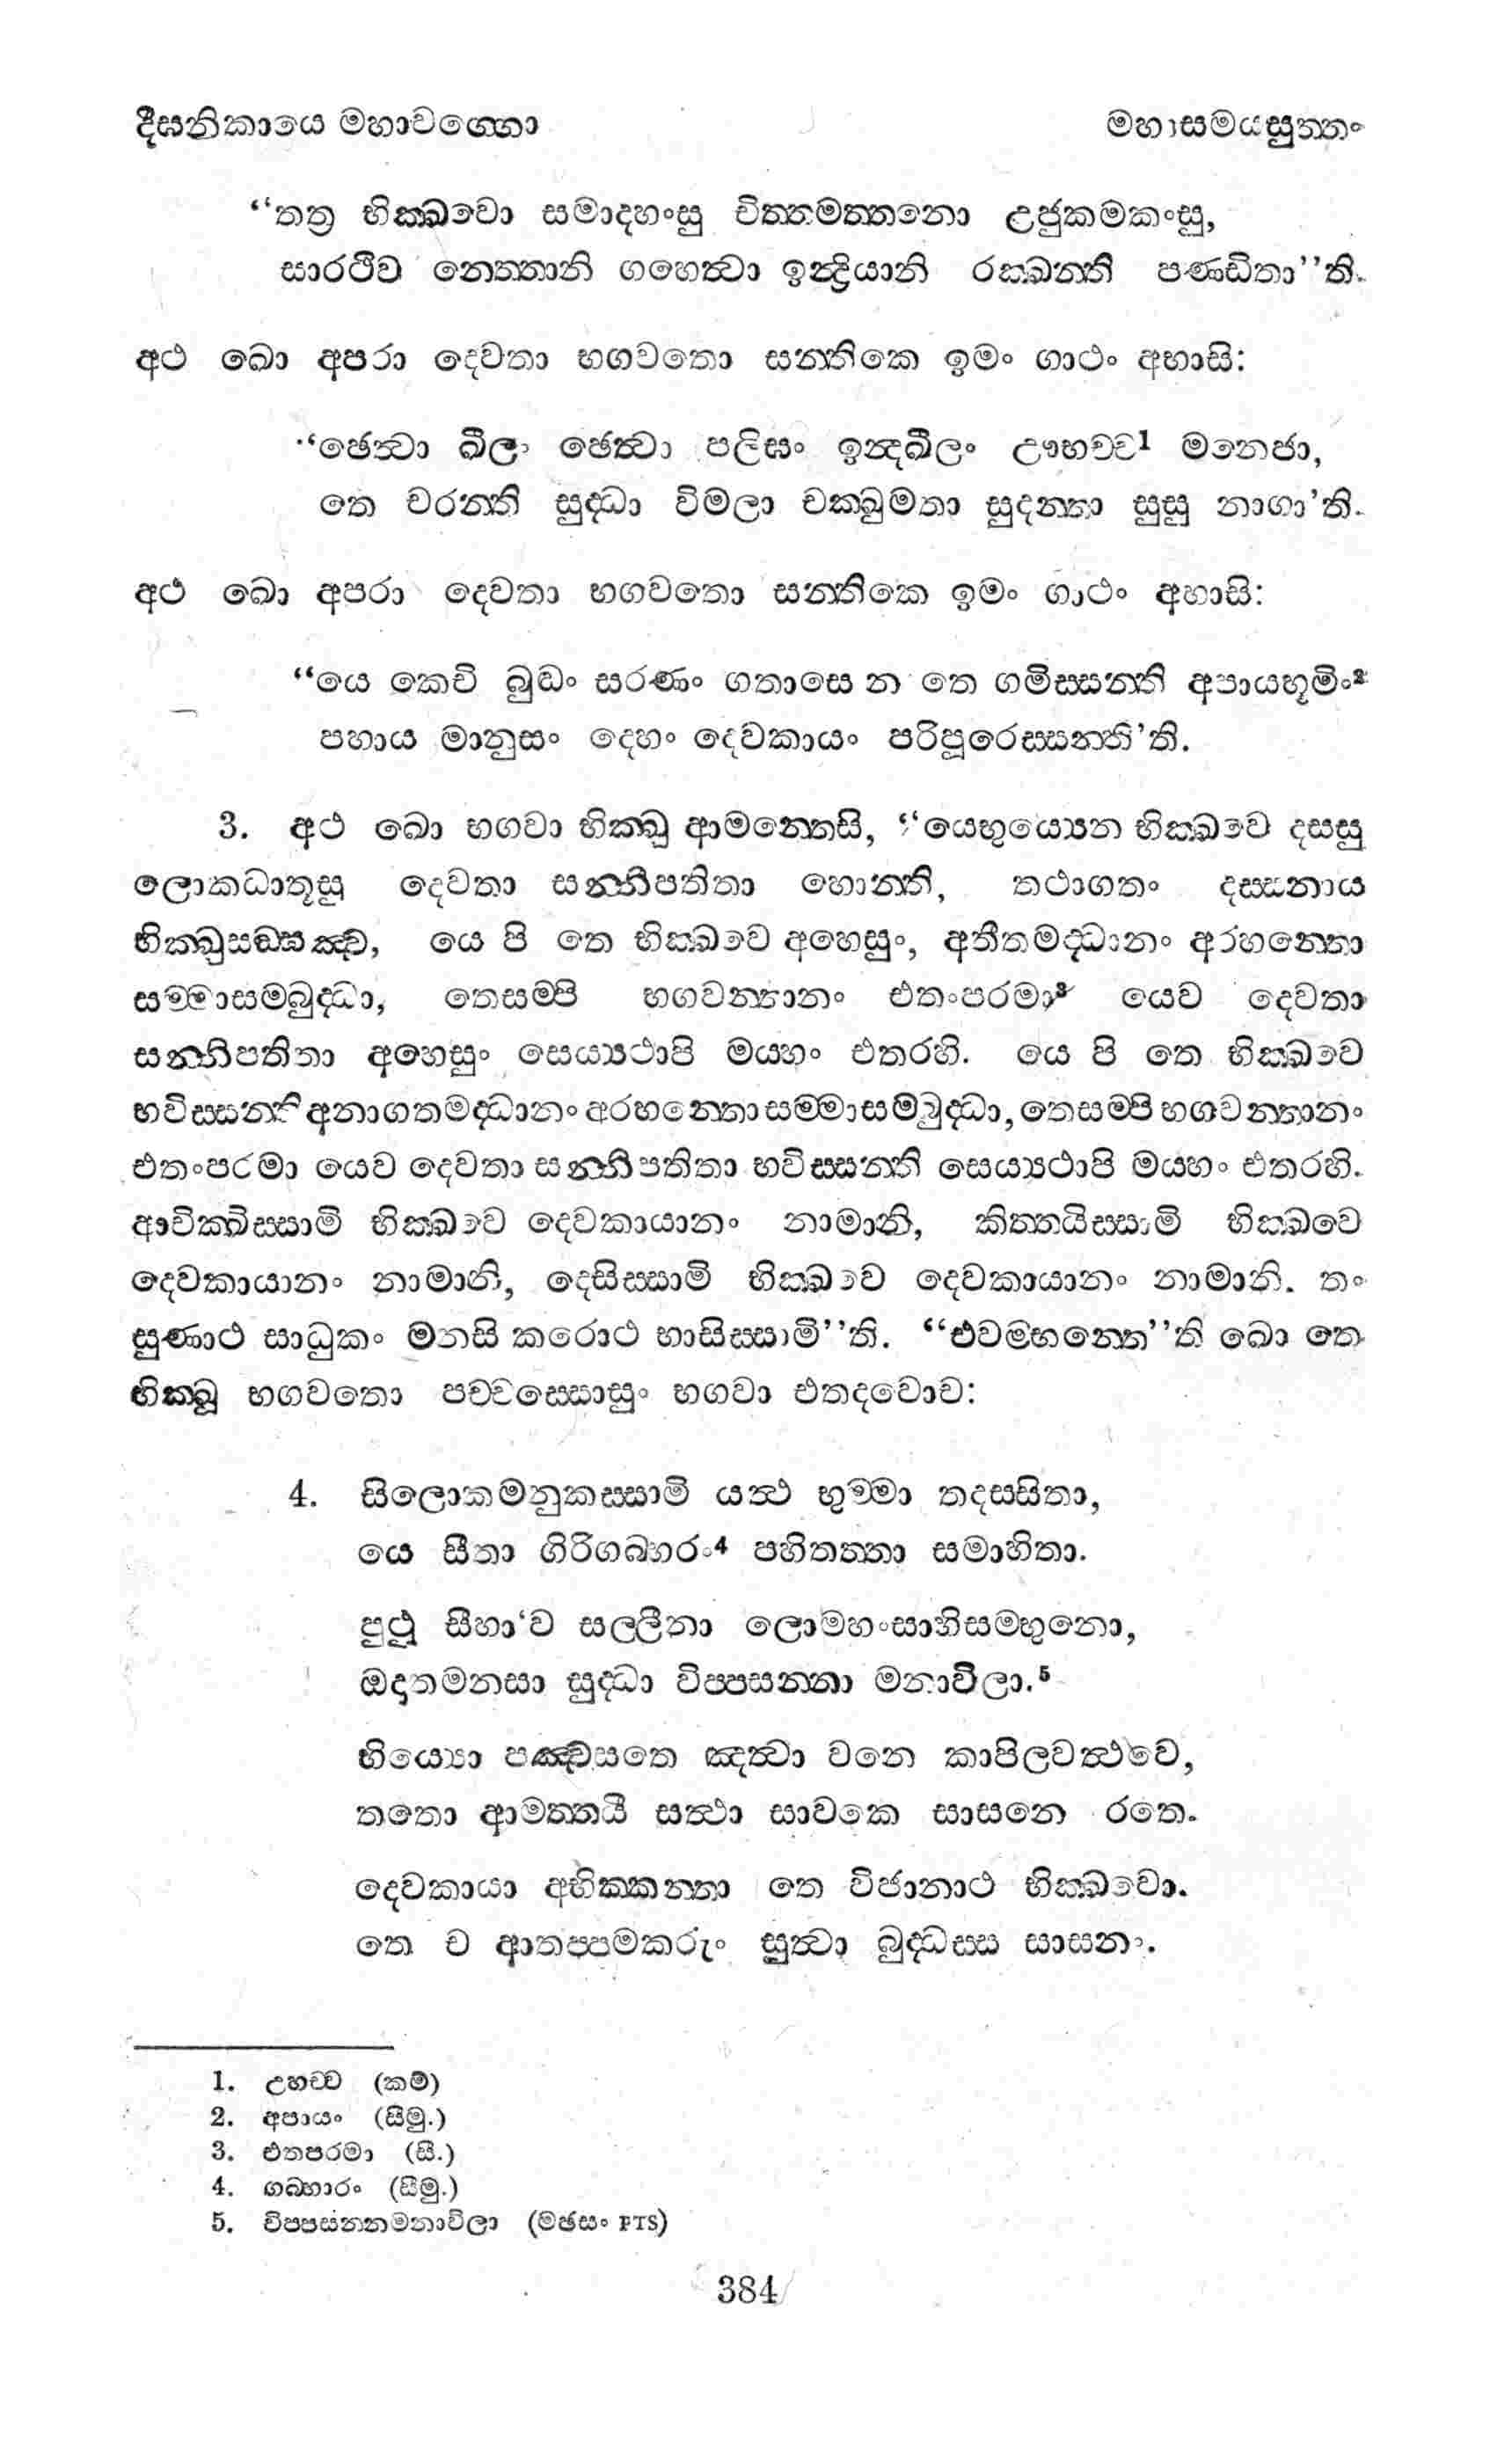 දීඝනිකායෙ මහාවග්ගො
මහාසමයසුත්තං
“තත්‍ර භික්ඛවො සමාදහංසු චිත්තමත්තනො උජුකමකංසු,
සාරථීව නෙත්තානි ගහෙත්‍වා ඉන්‍ද්‍රියානි රක්ඛන්ති පණ්ඩිතා’’ති.
අථ ඛො අපරා දෙවතා භගවතො සන්තිකෙ ඉමං ගාථං අභාසි:
“ඡෙත්‍වා ඛීලං ඡෙත්‍වා පලිඝං ඉන්‍දඛීලං ඌහච්ච1 මනෙජා,
තෙ චරන්ති සුද්ධා විමලා චක්ඛුමතා සුදන්තා සුසු නාගා’ති.
අථ ඛො අපරා දෙවතා භගවතො සන්තිකෙ ඉමං ගාථං අභාසි:
“යෙ කෙචි බුද්ධං සරණං ගතාසෙ න තෙ ගමිස්සන්ති අපායභූමිං2
පහාය මානුසං දෙහං දෙවකායං පරිපූරෙස්සන්ති’ති.
3. අථ ඛො භගවා භික්ඛු ආමන්තෙසි, “යෙභුය්‍යෙන භික්ඛවෙ දසසු
ලොකධාතූසු දෙවතා සන්නිපතිතා හොන්ති, තථාගතං දස්සනාය
භික්ඛුසඞ්ඝඤ්ච, යෙ පි තෙ භික්ඛවෙ අහෙසුං, අතීතමද්ධානං අරහන්තො
සම්මාසම්බුද්ධා, තෙසම්පි භගවන්තානං එතංපරමා3 යෙව දෙවතා
සන්නිපතිතා අහෙසුං සෙය්‍යථාපි මය්හං එතරහි. යෙ පි තෙ භික්ඛවෙ
භවිස්සන්ති අනාගතමද්ධානං අරහන්තො සම්මාසම්බුද්ධා, තෙසම්පි භගවන්තානං
එතංපරමා යෙව දෙවතා සන්නිපතිතා භවිස්සන්ති සෙය්‍යථාපි මය්හං එතරහි.
ආචික්ඛිස්සාමි භික්ඛවෙ දෙවකායානං නාමානි, කිත්තයිස්සාමි භික්ඛවෙ
දෙවකායානං නාමානි, දෙසිස්සාමි භික්ඛවෙ දෙවකායානං නාමානි. තං
සුණාථ සාධුකං මනසි කරොථ භාසිස්සාමි’’ති. “එවම්භන්තෙ’’ති ඛො තෙ
භික්ඛූ භගවතො පච්චස්සොසුං භගවා එතදවොච:
4. සිලොකමනුකස්සාමි යත්‍ථ භුම්මා තදස්සිතා,
යෙ සිතා ගිරිගබ්භරං4 පහිතත්තා සමාහිතා.
පුථූ සීහා‘ව සල්ලීනා ලොමහංසාභිසම්භුනො,
ඔදාතමනසා සුද්ධා විප්පසන්නා මනාවිලා.5
භිය්‍යො පඤ්චසතෙ ඤත්‍වා වනෙ කාපිලවත්‍ථවෙ,
තතො ආමත්තයී සත්‍ථා සාවකෙ සාසනෙ රතෙ.
දෙවකායා අභික්කන්තා තෙ විජානාථ භික්ඛවො.
තෙ ච ආතප්පමකරුං සුත්‍වා බුද්ධස්ස සාසනං.
1. උහච්ච (කම්)
2. අපායං (සීමු.)
3. එතපරමා (සී.)
4. ගබ්භාරං (සීමු.)
5. විප්පසන්නමනාවිලා (මඡසං PTS)
384